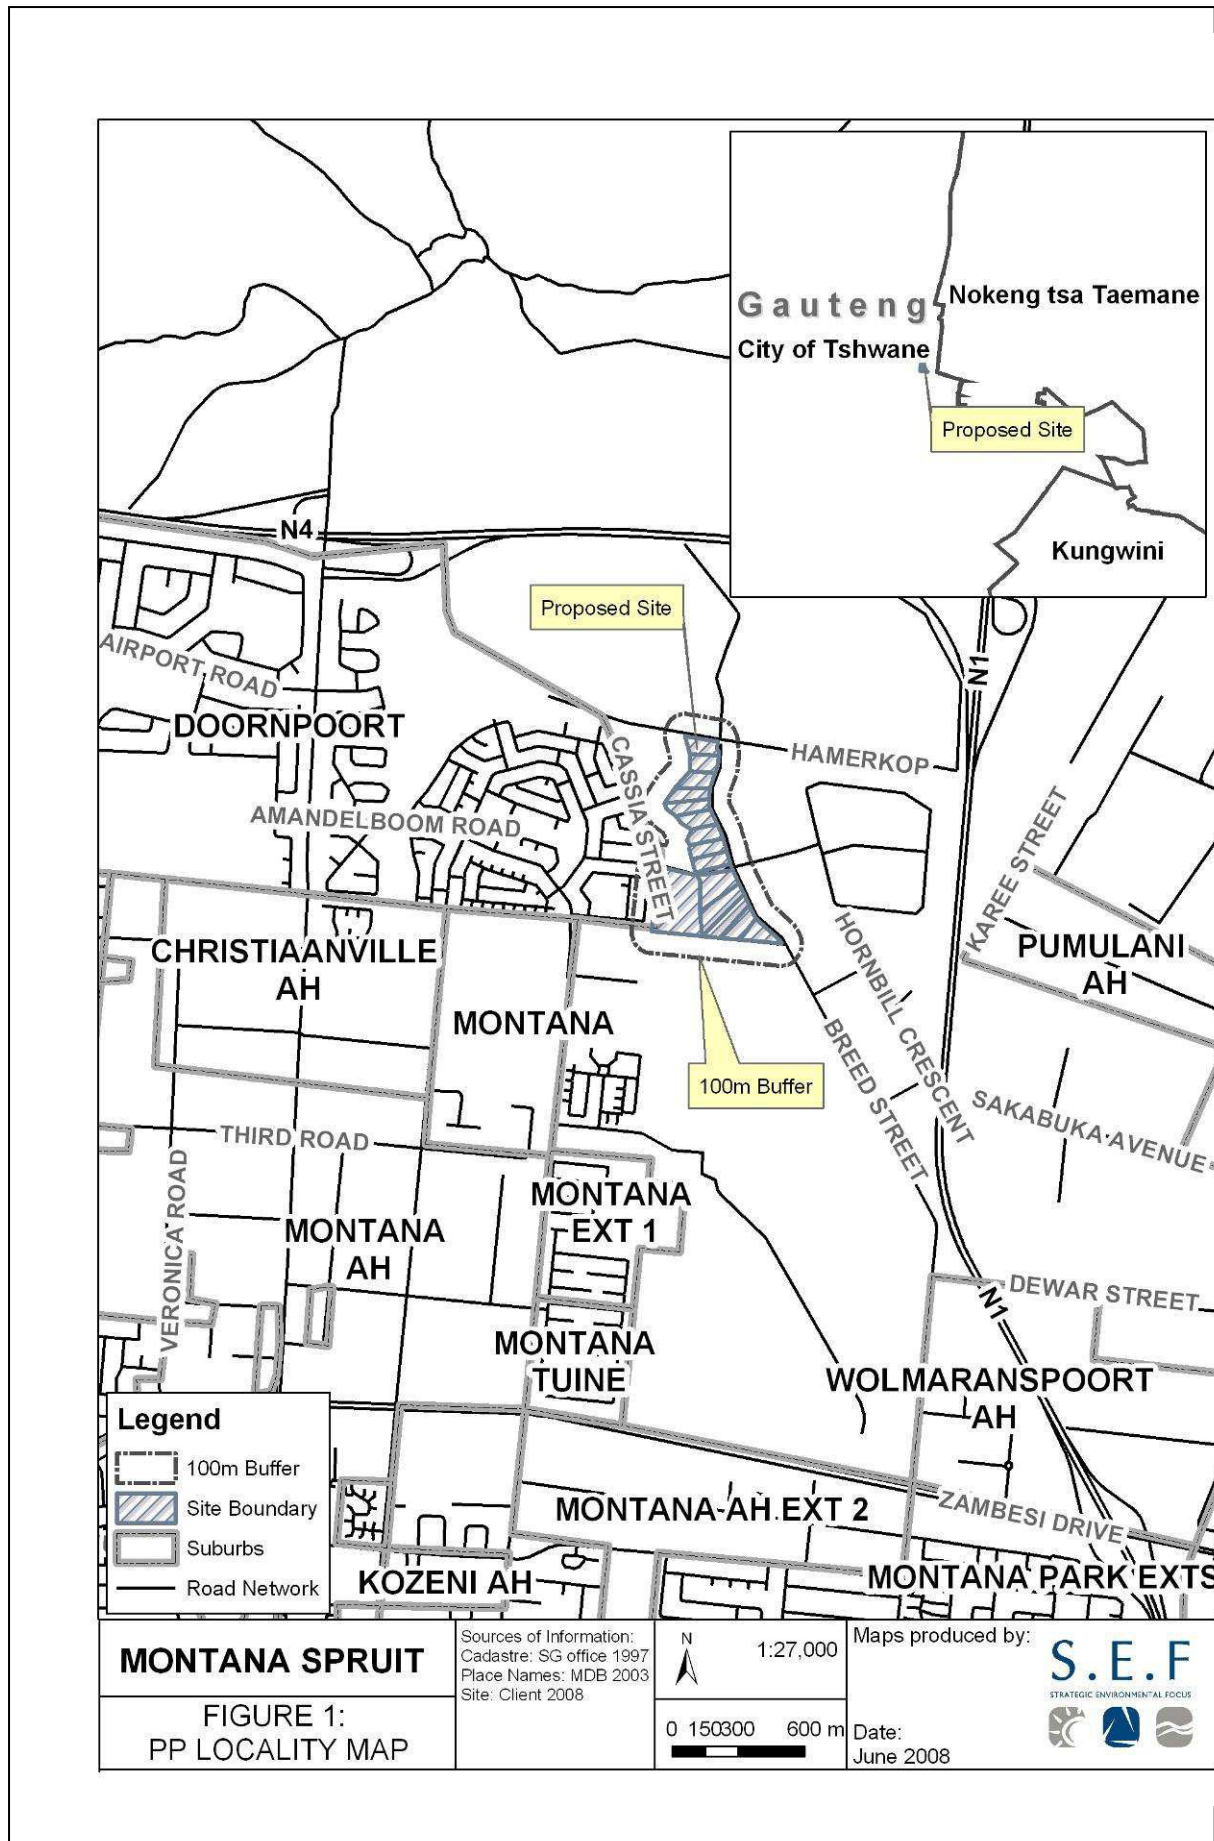 Gauteng
Nokeng tsa Taemane
City of Tshwane
Proposed Site
Kungwini
N4
Proposed Site
N1
AIRPORT ROAD
DOORNPOORT
CASSIA STREET
HAMERKOP
AMANDELBOOM ROAD
KAREE STREET
CHRISTIAANVILLE
AH
HORNBILL CRESCENT
PUMULANI
AH
MONTANA
BREED STREET
100m Buffer
SAKABUKA AVENUE
THIRD ROAD
VERONICA ROAD
MONTANA
EXT 1
MONTANA
AH
DEWAR STREET
N1
MONTANA
TUINE
WOLMARANSPOORT
AH
MONTANA AH EXT 2
ZAMBESI DRIVE
KOZENI AH
MONTANA PARK EXTS
Legend
100m Buffer
Site Boundary
Suburbs
Road Network
MONTANA SPRUIT
FIGURE 1:
PP LOCALITY MAP
Sources of Information:
Cadastre: SG office 1997
Place Names: MDB 2003
Site: Client 2008
N
1:27,000
0 150300 600 m
Maps produced by:
S.E.F
STRATEGIC ENVIRONMENTAL FOCUS
Date:
June 2008